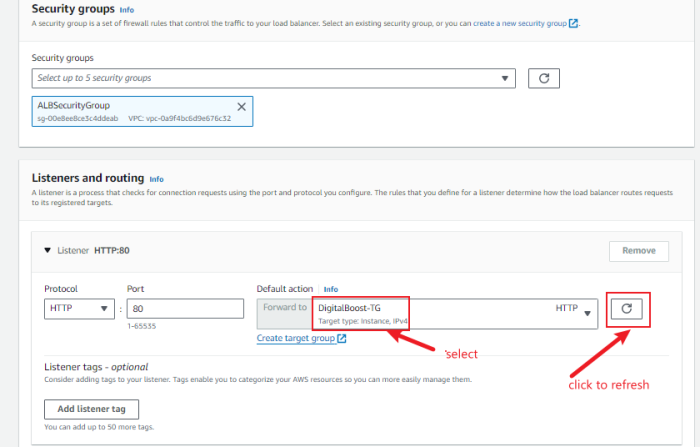 Security groups Info
A security group is a set of firewall rules that control the traffic to your load balancer. Select an existing security group, or you can create a new security group
Security groups
Select up to 5 security groups
ALBSecurityGroup
sg-00e8ee8ce3c4ddeab VPC: vpc-0a9f4bc6d9e676c32
Listeners and routing Info
A listener is a process that checks for connection requests using the port and protocol you configure. The rules that you define for a listener determine how the load balancer routes requests
to its registered targets.
Listener HTTP:80
Remove
Protocol Port Default action Info
HTTP : 80 Forward to DigitalBoost-TG HTTP
Target type: Instance, IPv4
1-65535
Create target group
'select
click to refresh
Listener tags - optional
Consider adding tags to your listener. Tags enable you to categorize your AWS resources so you can more easily manage them.
Add listener tag
You can add up to 50 more tags.